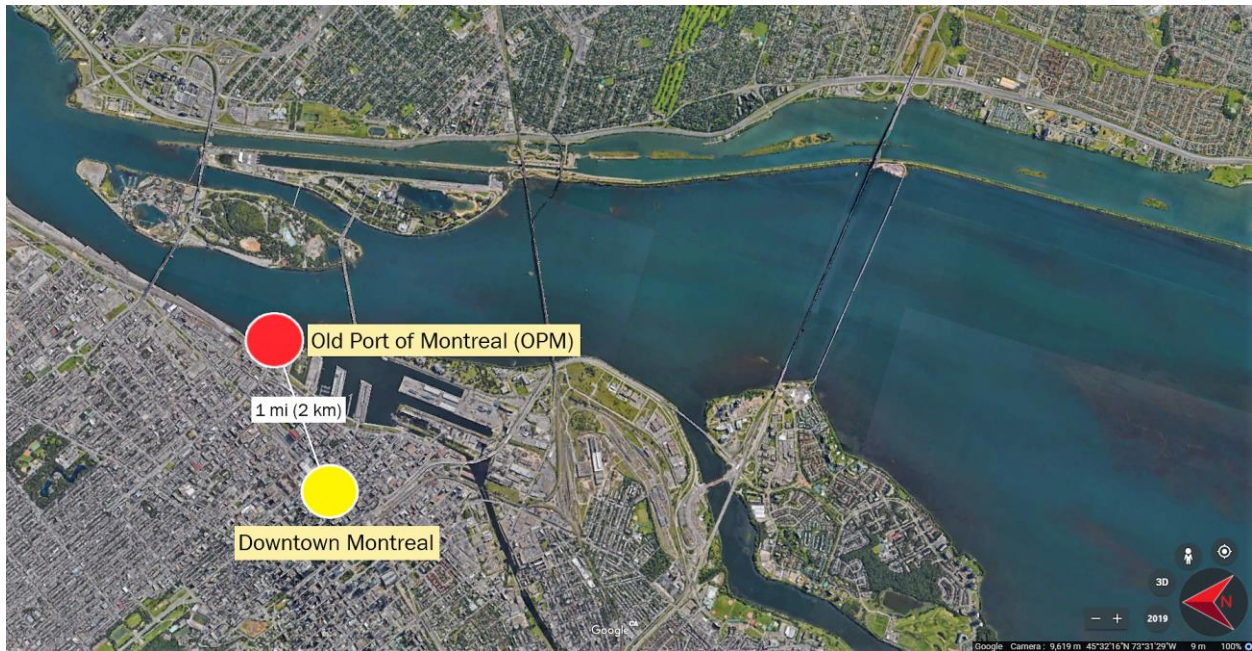 Old Port of Montreal (OPM)
1 mi (2 km)
Downtown Montreal
3D
N
2019
Google
Google Camera : 9,619 m 45°32'16"N 73°31'29"W 9 m 100%